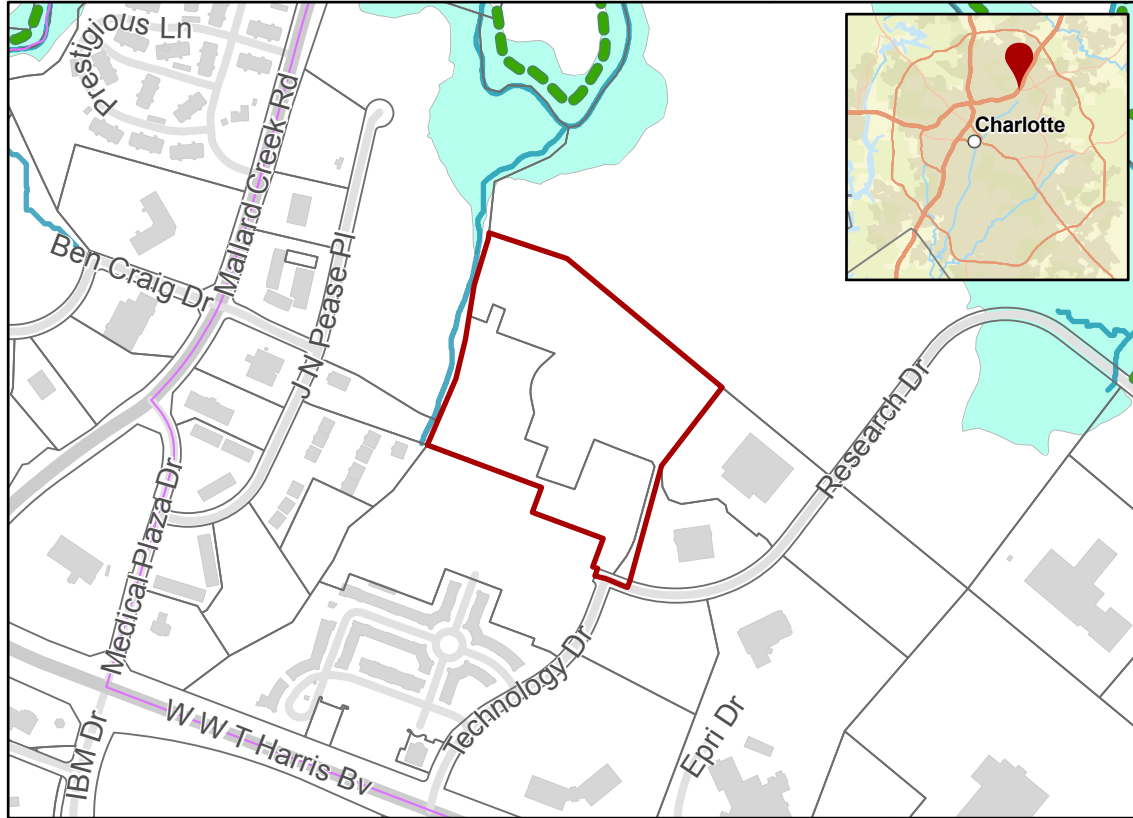 Prestigious Ln
Charlotte
Mallard Creek Rd
Ben Craig Dr
J N Pease Pl
Research Dr
Medical Plaza Dr
Technology Dr
W W T Harris Bv
IBM Dr
Epri Dr